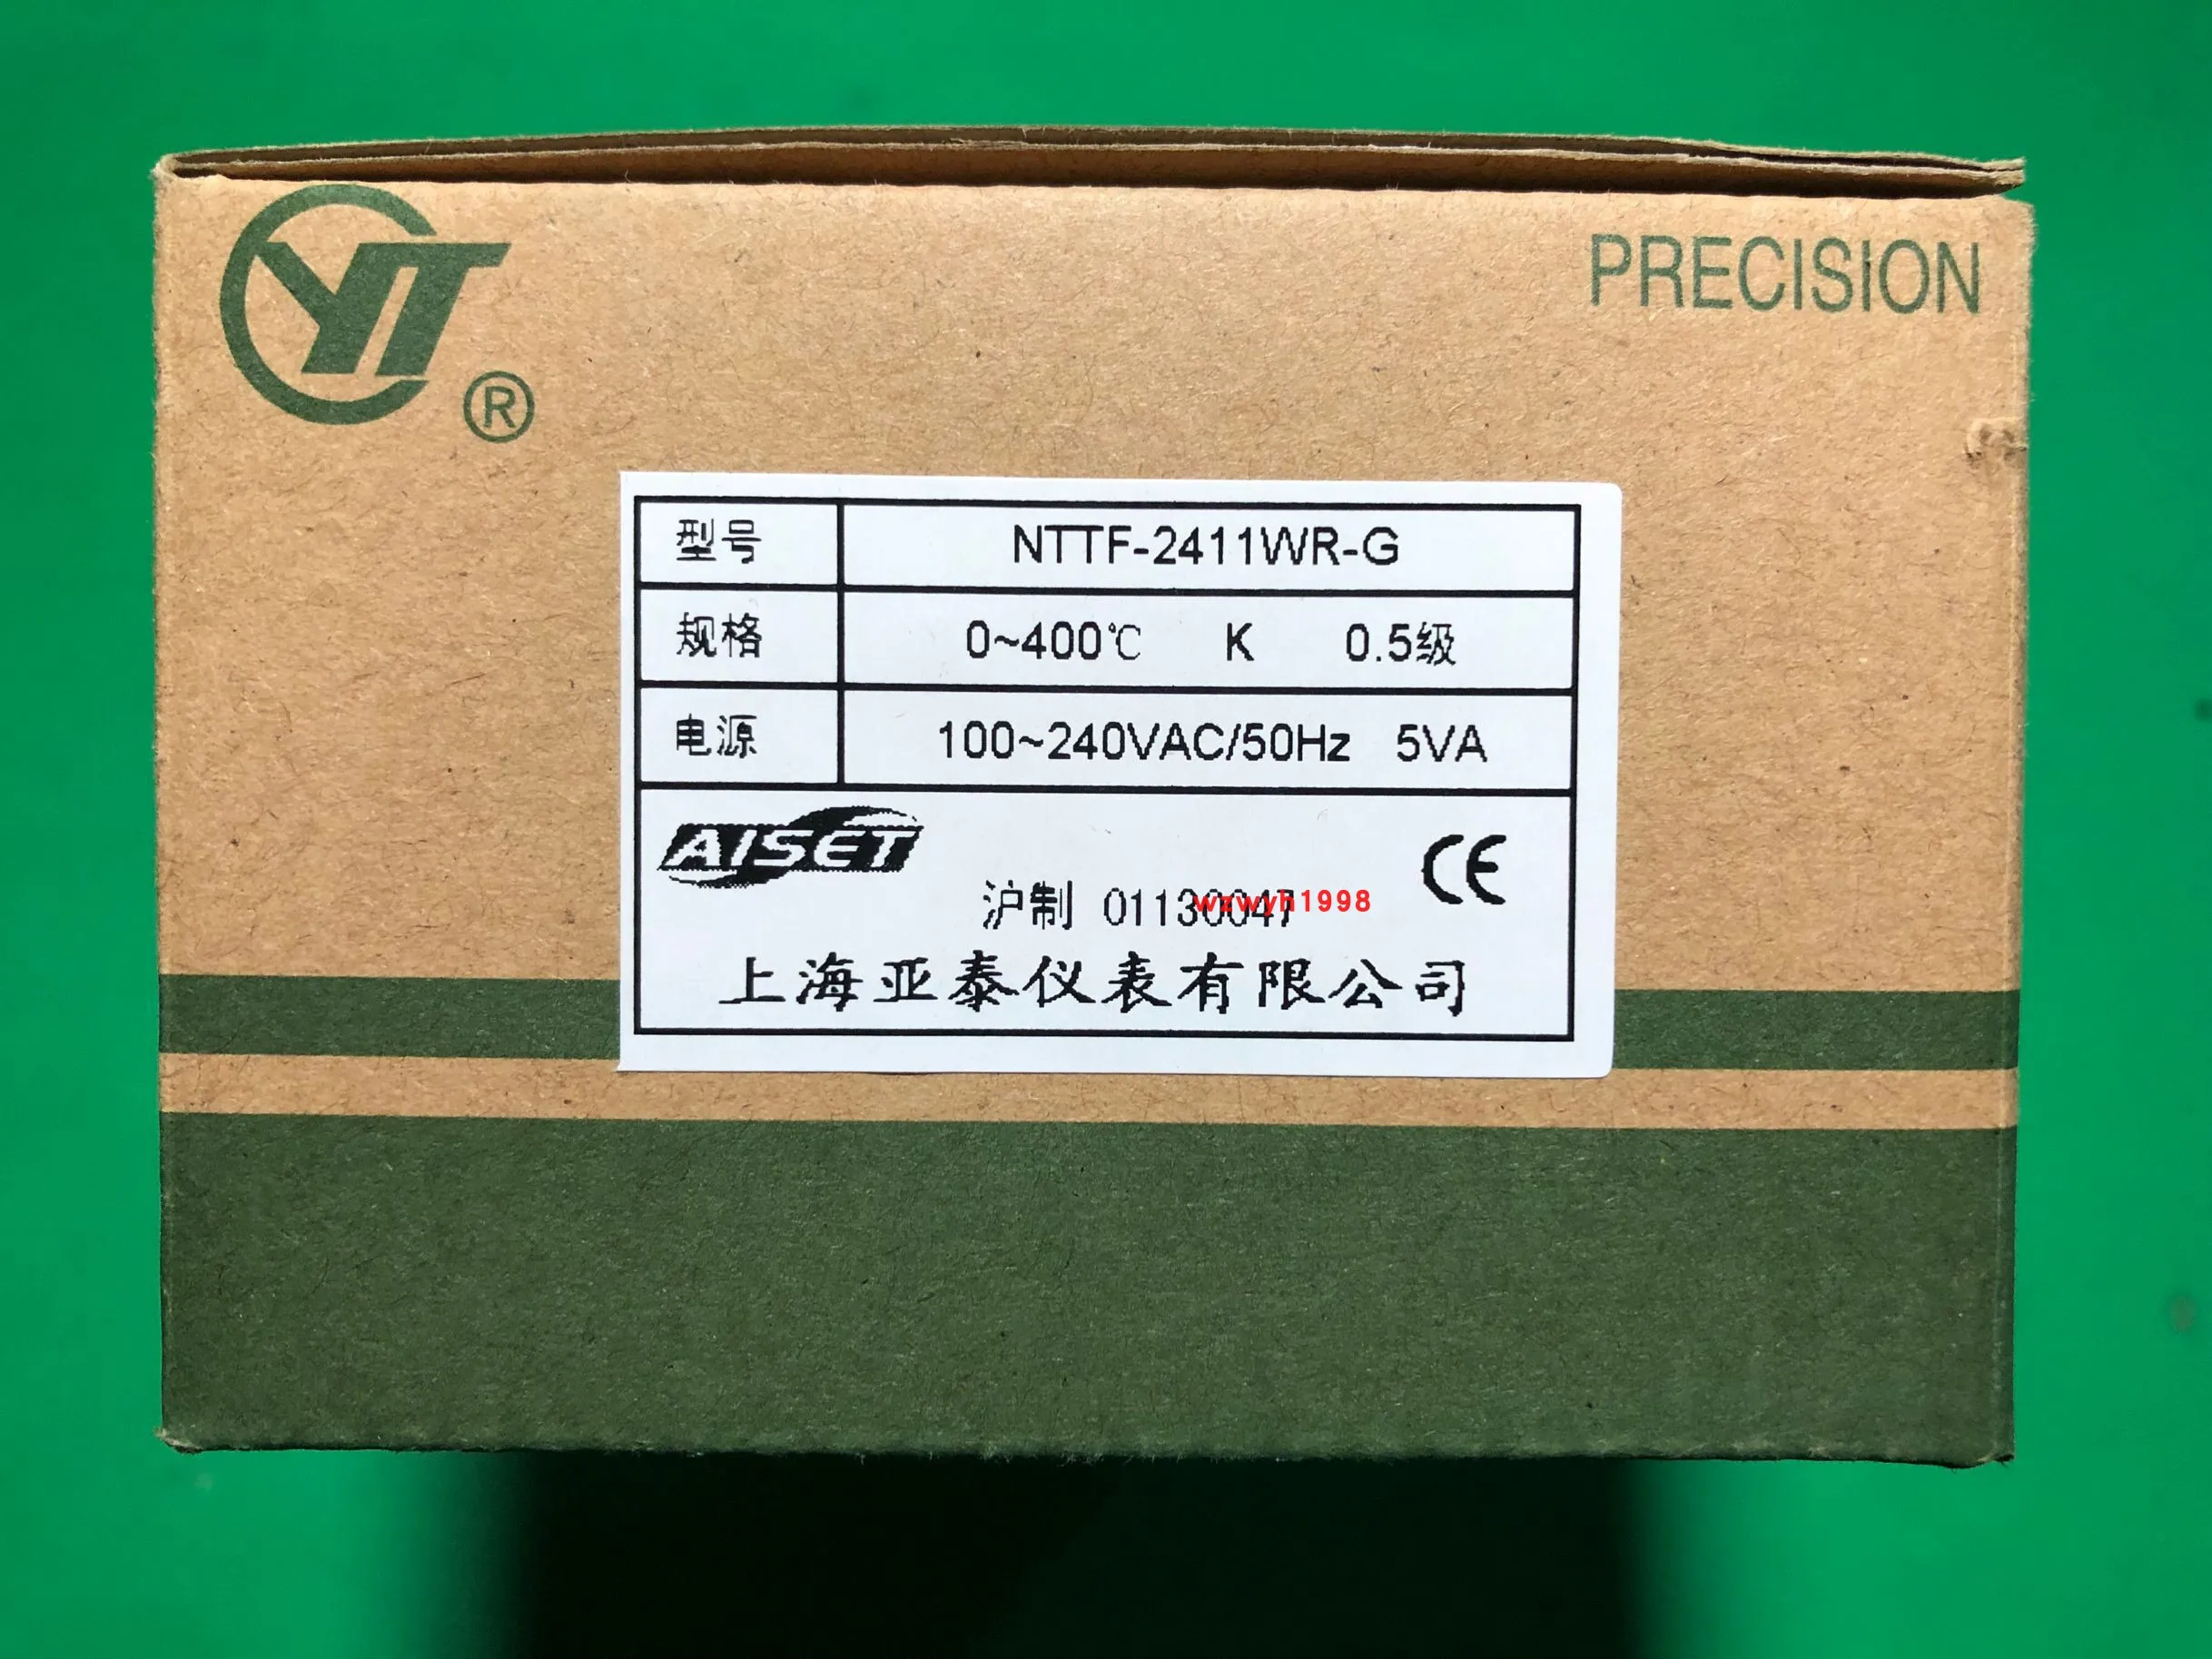 YT ®
PRECISION
型号 NTTF-2411WR-G
规格 0~400℃ K 0.5级
电源 100~240VAC/50Hz 5VA
AISET
CE
沪制 01130047
wzwyh1998
上海亚泰仪表有限公司